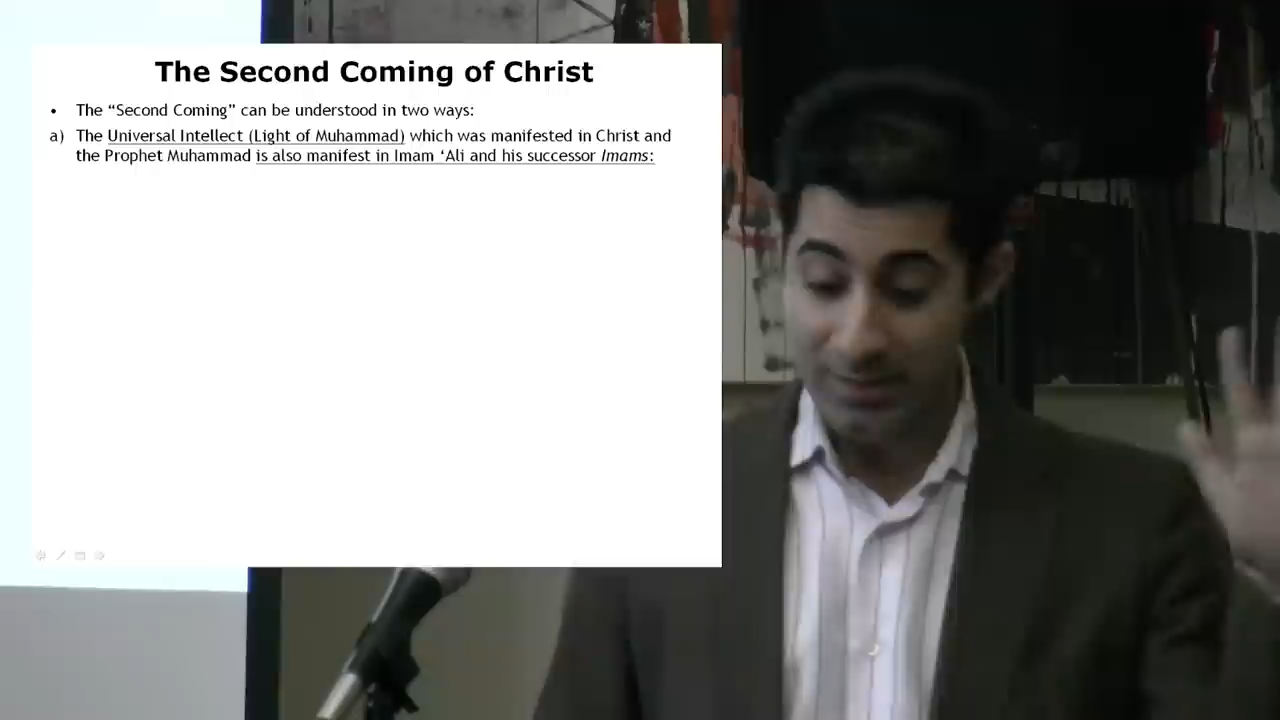 The Second Coming of Christ
• The “Second Coming” can be understood in two ways:
a) The Universal Intellect (Light of Muhammad) which was manifested in Christ and
the Prophet Muhammad is also manifest in Imam ‘Ali and his successor Imams: